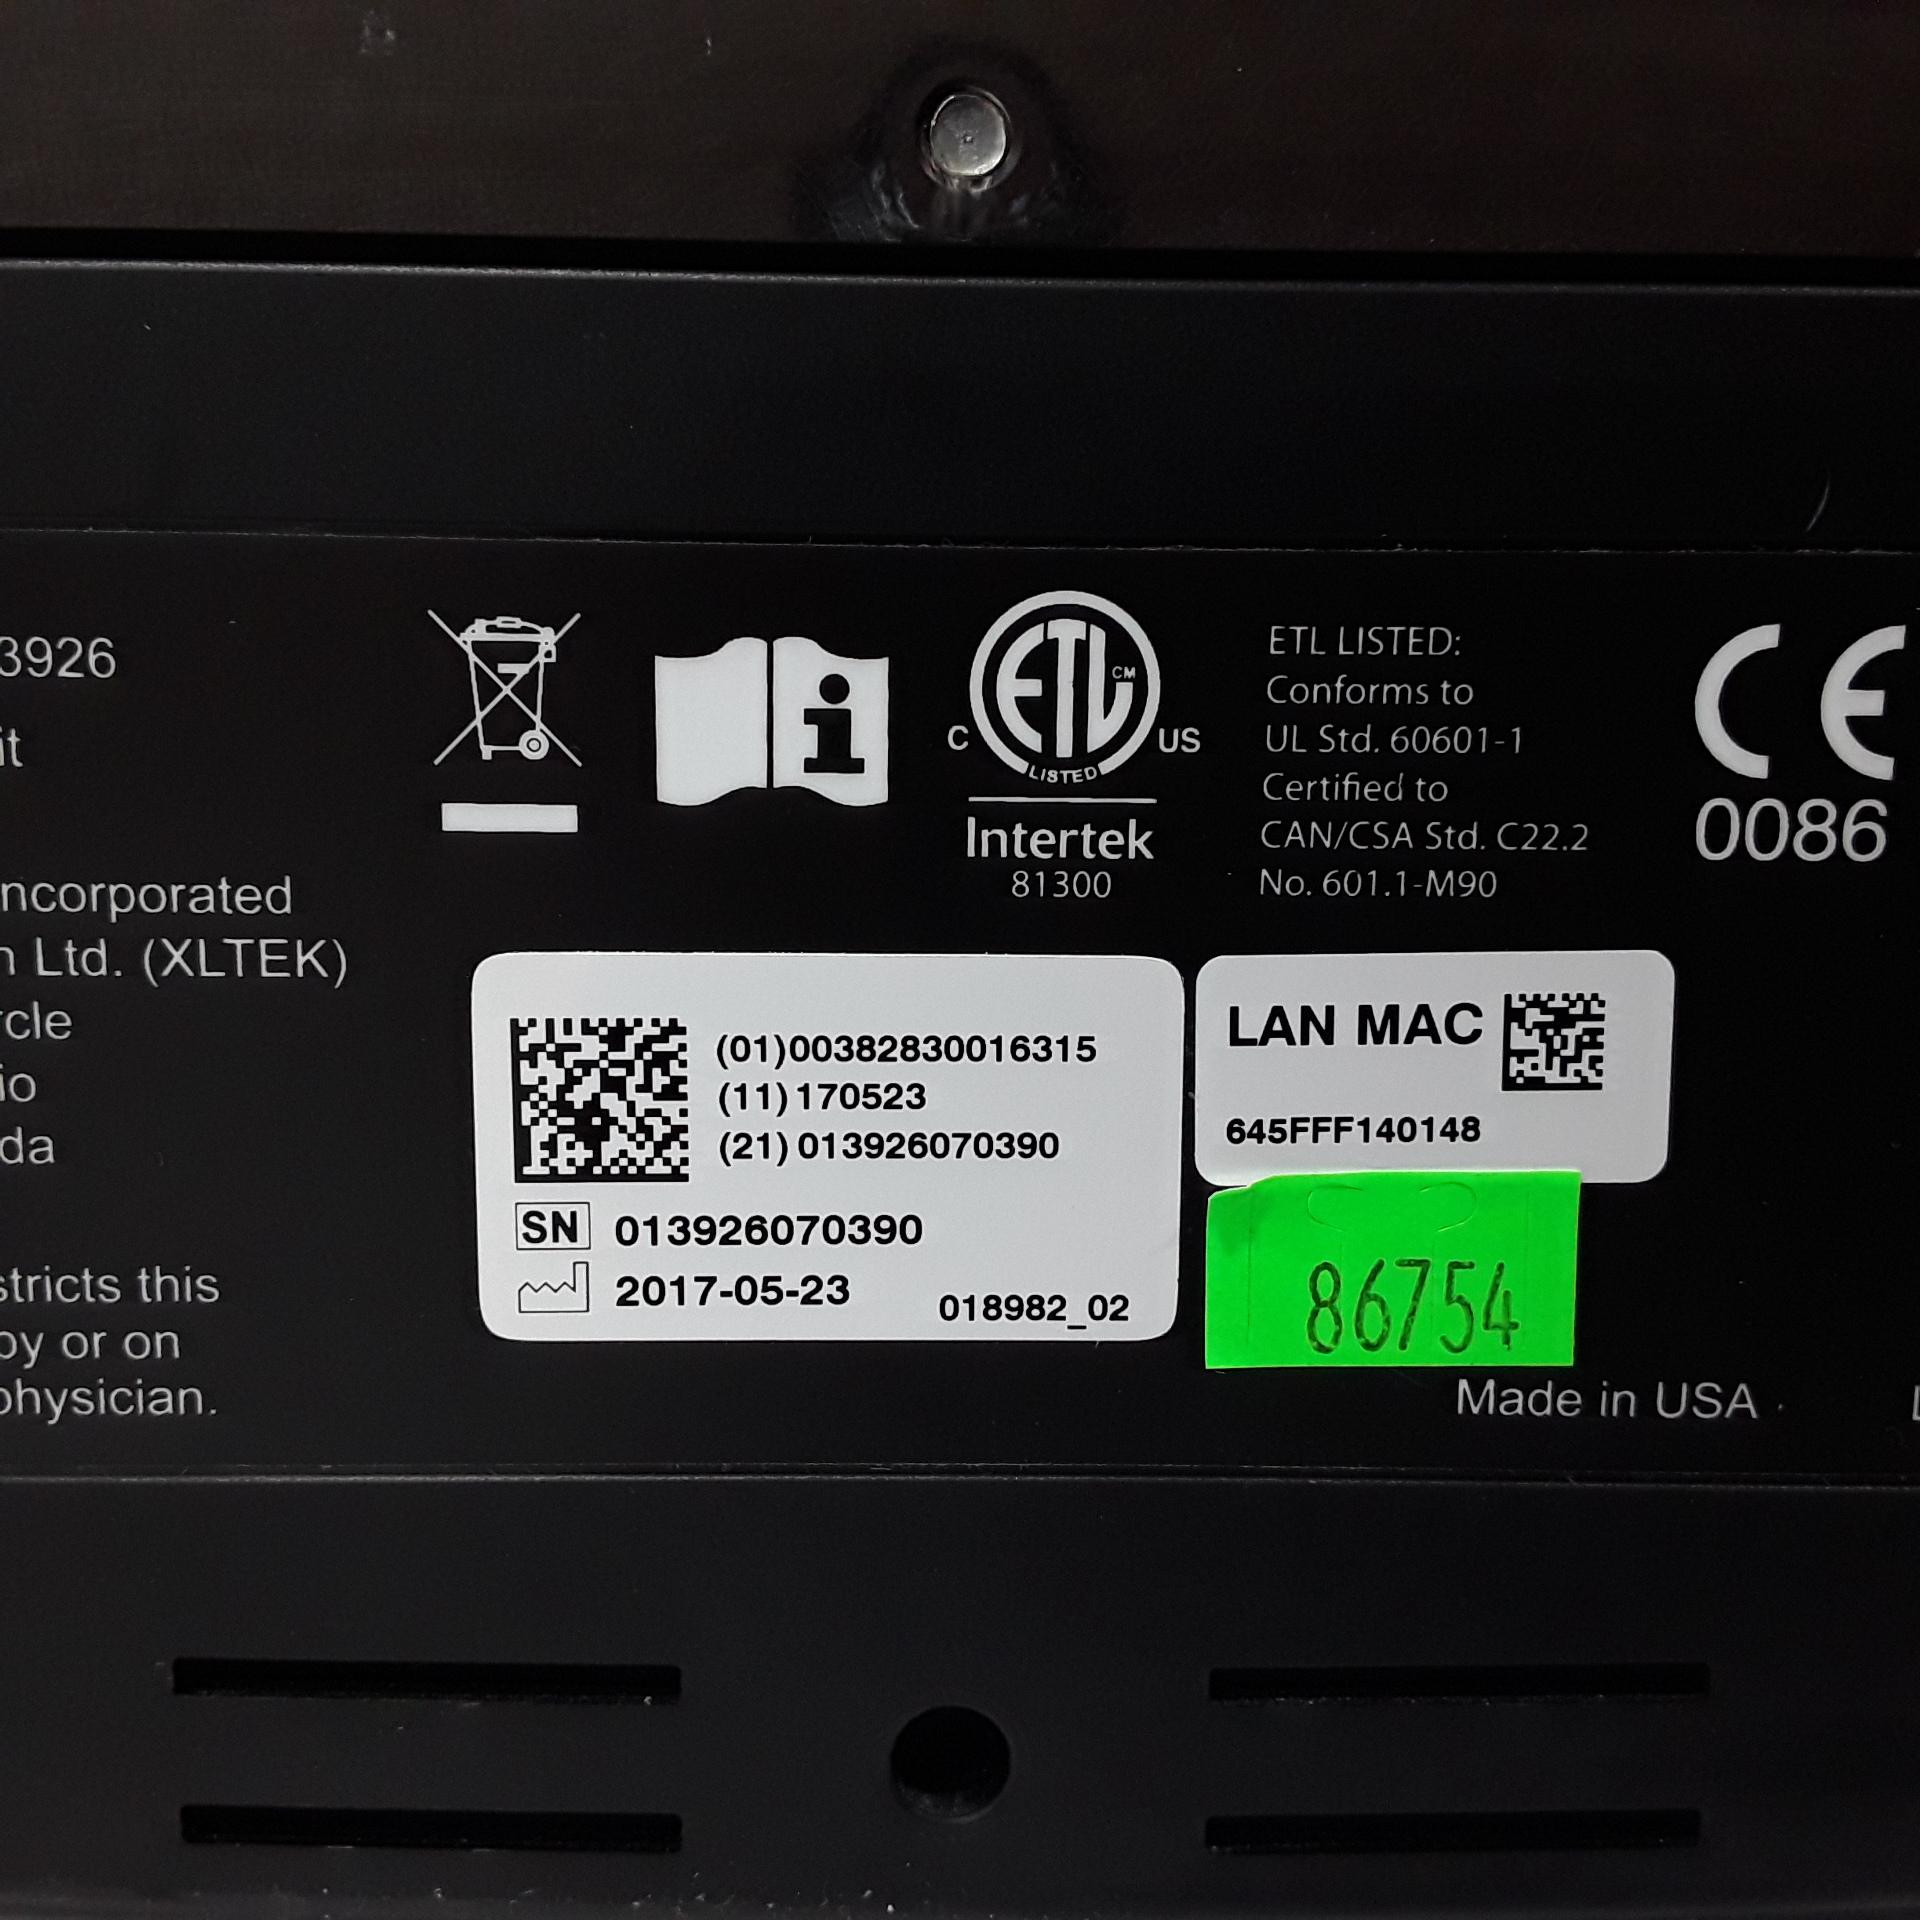 3926
it
ncorporated
n Ltd. (XLTEK)
rcle
io
da
stricts this
by or on
physician.
ETL CM
LISTED
C US
Intertek
81300
ETL LISTED:
Conforms to
UL Std. 60601-1
Certified to
CAN/CSA Std. C22.2
No. 601.1-M90
CE
0086
(01)00382830016315
(11)170523
(21)013926070390
SN 013926070390
2017-05-23
018982_02
LAN MAC
645FFF140148
86754
Made in USA